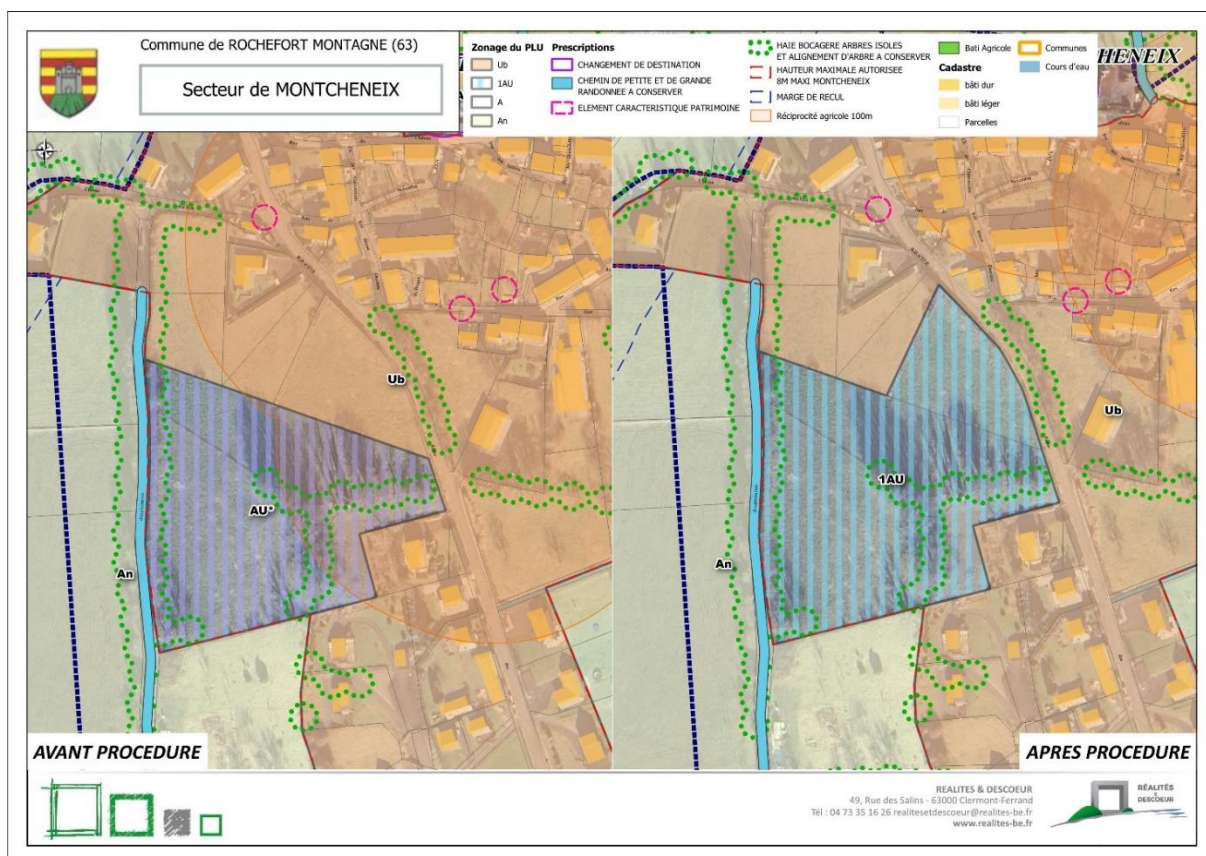 Commune de ROCHEFORT MONTAGNE (63)
Secteur de MONTCHENEIX
Zonage du PLU
Ub
1AU
A
An
Prescriptions
CHANGEMENT DE DESTINATION
CHEMIN DE PETITE ET DE GRANDE
RANDONNEE A CONSERVER
ELEMENT CARACTERISTIQUE PATRIMOINE
HAIE BOCAGERE ARBRES ISOLES
ET ALIGNEMENT D'ARBRE A CONSERVER
HAUTEUR MAXIMALE AUTORISEE
8M MAXI MONTCHENEIX
MARGE DE RECUL
Réciprocité agricole 100m
Bati Agricole
Cadastre
bâti dur
bâti léger
Parcelles
Communes
Cours d'eau
CHENEIX
Ub
AU*
An
AVANT PROCEDURE
Ub
1AU
An
APRES PROCEDURE
REALITES & DESCOEUR
49, Rue des Salins - 63000 Clermont-Ferrand
Tél : 04 73 35 16 26 realitesetdescoeur@realites-be.fr
www.realites-be.fr
RÉALITÉS
&
DESCOEUR